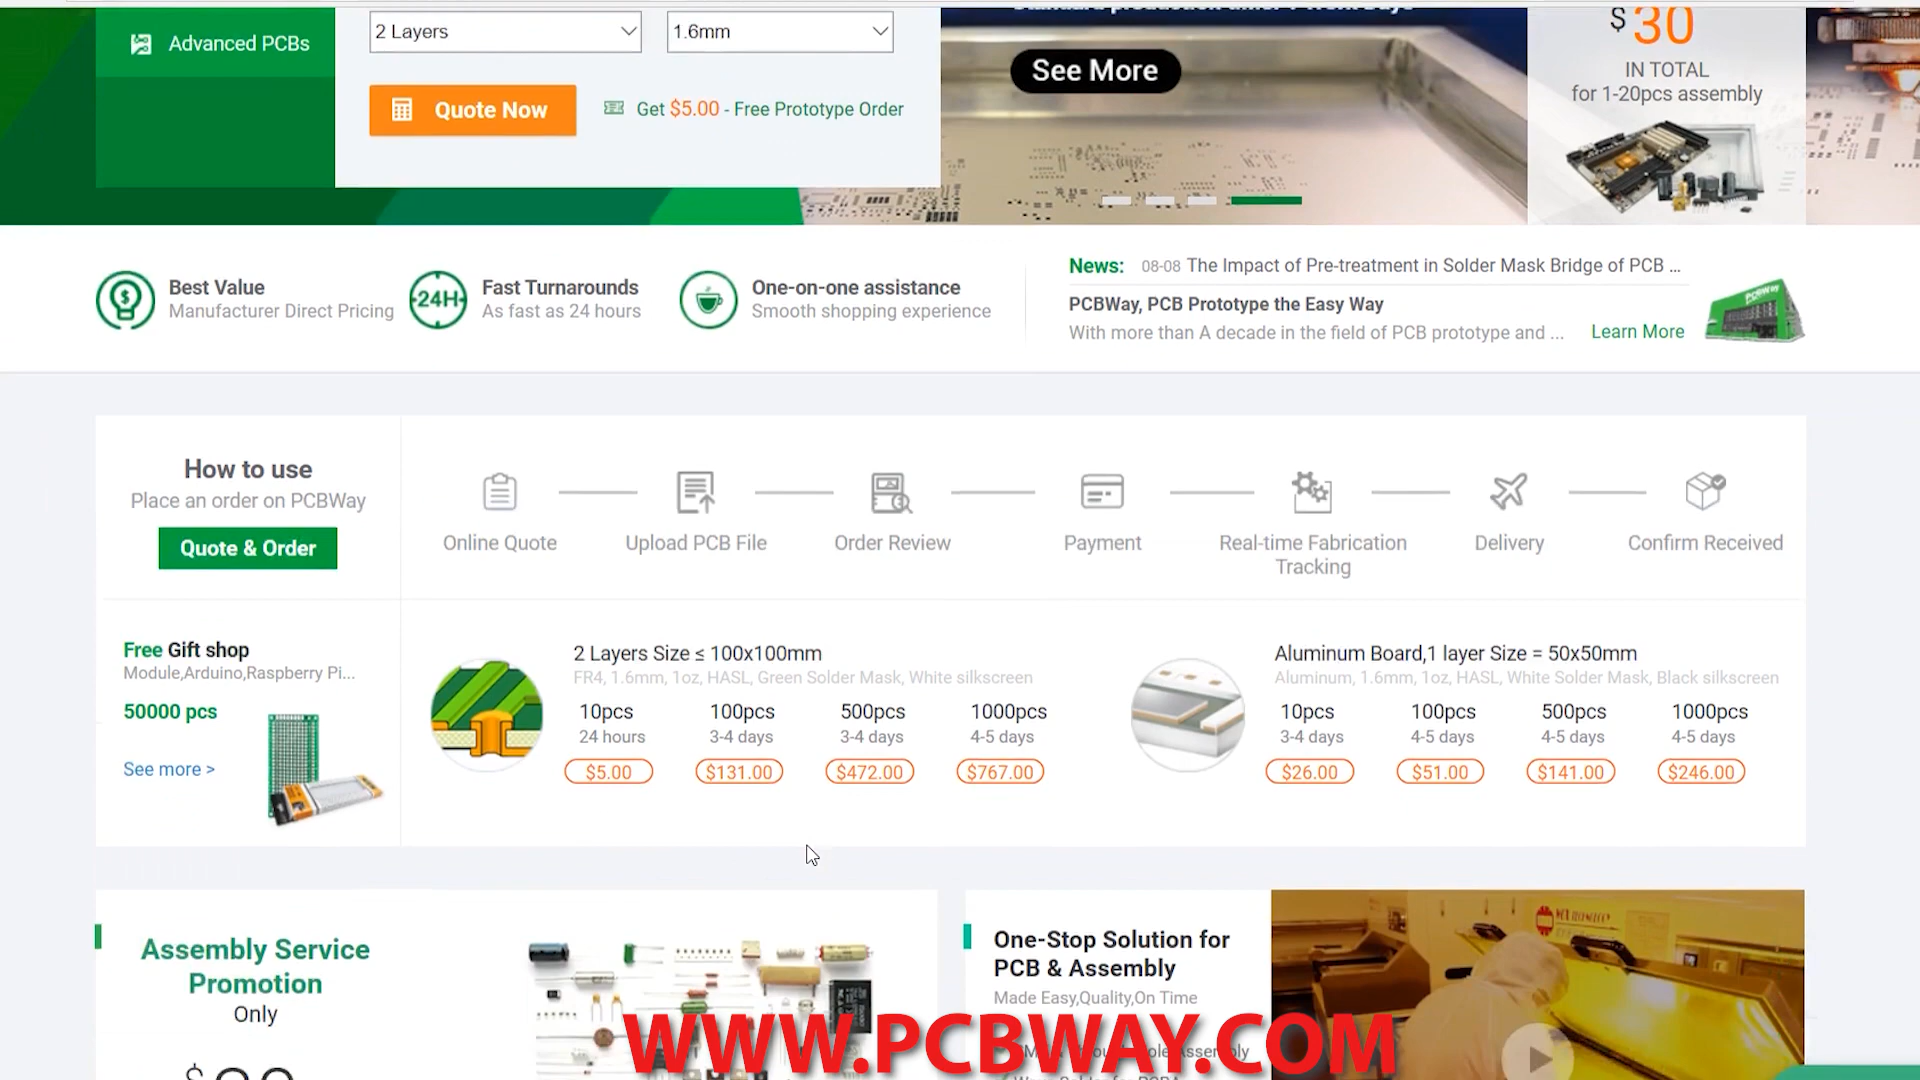 Advanced PCBs
2 Layers
1.6mm
Quote Now
Get $5.00 - Free Prototype Order
See More
$30
IN TOTAL
for 1-20pcs assembly
Best Value
Manufacturer Direct Pricing
24H
Fast Turnarounds
As fast as 24 hours
One-on-one assistance
Smooth shopping experience
News: 08-08 The Impact of Pre-treatment in Solder Mask Bridge of PCB ...
PCBWay, PCB Prototype the Easy Way
With more than A decade in the field of PCB prototype and ... Learn More
PCBWay
How to use
Place an order on PCBWay
Quote & Order
Online Quote
Upload PCB File
Order Review
Payment
Real-time Fabrication
Tracking
Delivery
Confirm Received
Free Gift shop
Module,Arduino,Raspberry Pi...
50000 pcs
See more >
2 Layers Size ≤ 100x100mm
FR4, 1.6mm, 1oz, HASL, Green Solder Mask, White silkscreen
10pcs 100pcs 500pcs 1000pcs
24 hours 3-4 days 3-4 days 4-5 days
$5.00 $131.00 $472.00 $767.00
Aluminum Board,1 layer Size = 50x50mm
Aluminum, 1.6mm, 1oz, HASL, White Solder Mask, Black silkscreen
10pcs 100pcs 500pcs 1000pcs
3-4 days 4-5 days 4-5 days 4-5 days
$26.00 $51.00 $141.00 $246.00
Assembly Service
Promotion
Only
One-Stop Solution for
PCB & Assembly
Made Easy,Quality,On Time
WWW.PCBWAY.COM